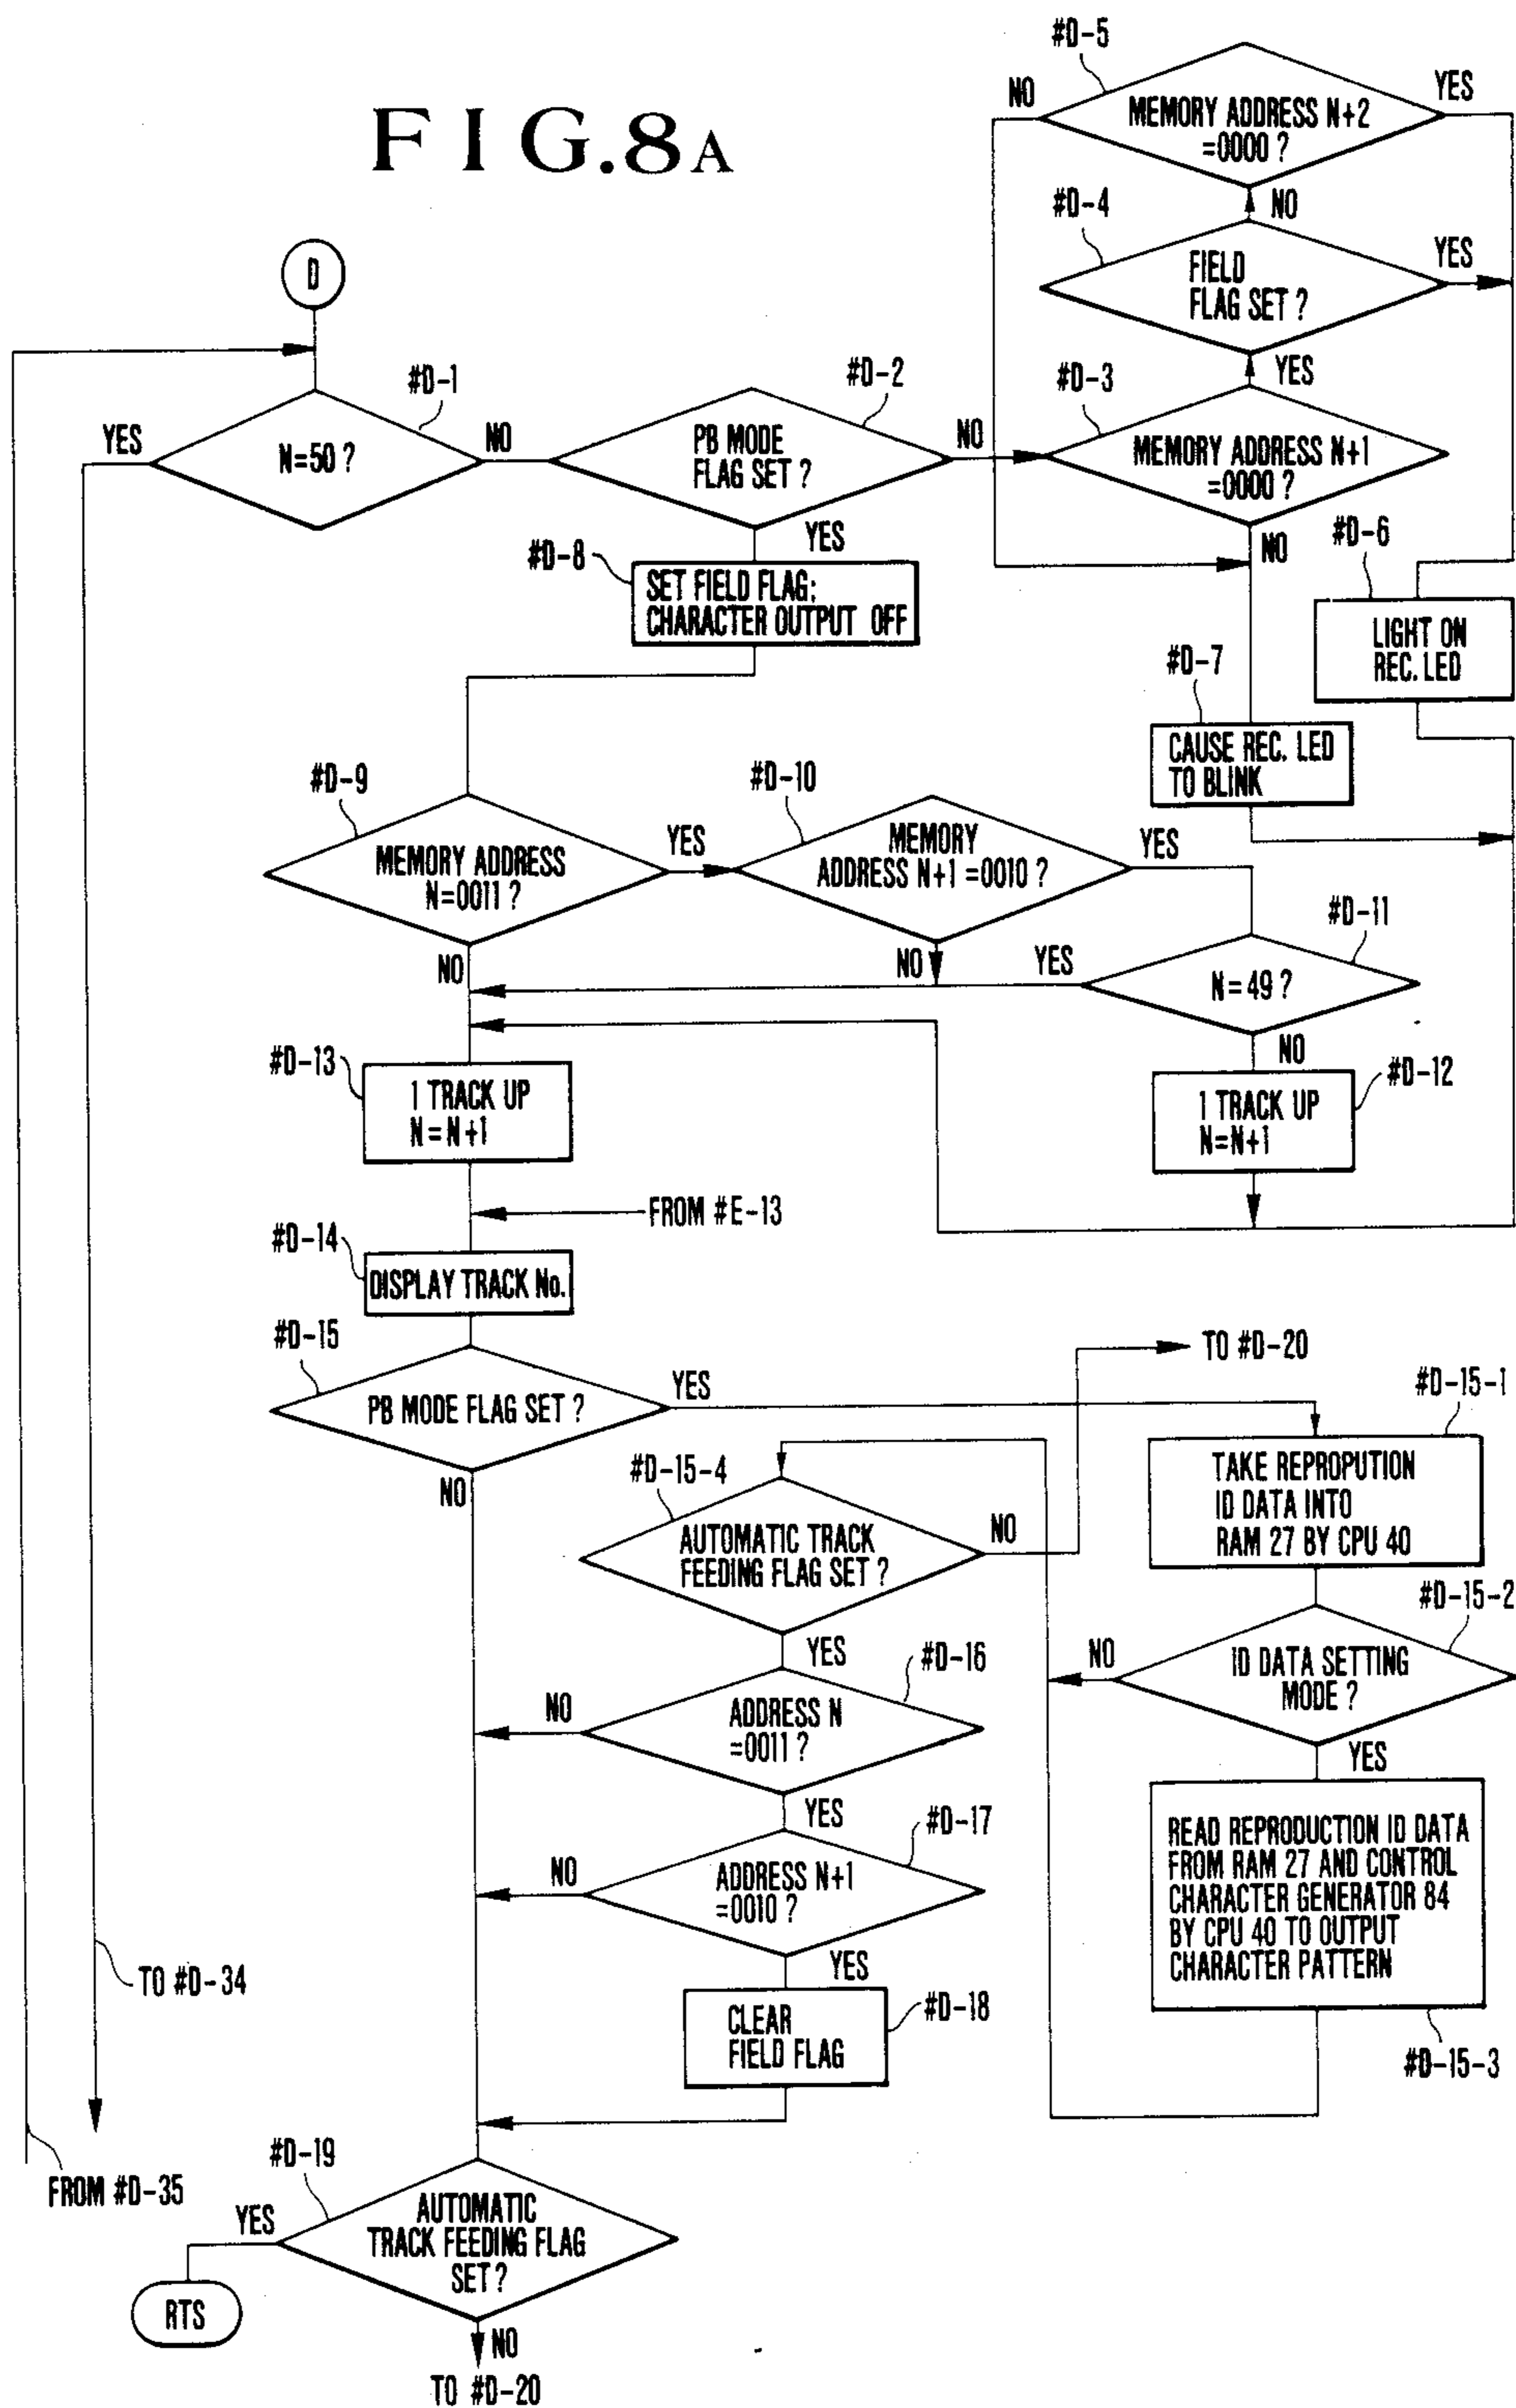 FIG.8A
#D-5
NO
YES
MEMORY ADDRESS N+2
=0000 ?
#D-4
NO
YES
FIELD
FLAG SET ?
D
#D-1
#D-2
#D-3
YES
YES
N=50 ?
NO
PB MODE
FLAG SET ?
NO
MEMORY ADDRESS N+1
=0000 ?
YES
#D-8
SET FIELD FLAG:
CHARACTER OUTPUT OFF
NO
#D-6
LIGHT ON
REC. LED
#D-7
CAUSE REC. LED
TO BLINK
#D-9
#D-10
MEMORY ADDRESS
N=0011 ?
YES
MEMORY
ADDRESS N+1 =0010 ?
YES
#D-11
NO
NO
YES
N=49 ?
NO
#D-13
1 TRACK UP
N=N+1
#D-12
1 TRACK UP
N=N+1
FROM #E-13
#D-14
DISPLAY TRACK No.
#D-15
TO #D-20
PB MODE FLAG SET ?
YES
#D-15-1
NO
#D-15-4
TAKE REPROPUTION
ID DATA INTO
RAM 27 BY CPU 40
AUTOMATIC TRACK
FEEDING FLAG SET ?
NO
#D-15-2
YES
#D-16
NO
ID DATA SETTING
MODE ?
NO
ADDRESS N
=0011 ?
YES
YES
#D-17
READ REPRODUCTION ID DATA
FROM RAM 27 AND CONTROL
CHARACTER GENERATOR 84
BY CPU 40 TO OUTPUT
CHARACTER PATTERN
NO
ADDRESS N+1
=0010 ?
YES
TO #D-34
#D-18
CLEAR
FIELD FLAG
#D-15-3
#D-19
FROM #D-35
YES
AUTOMATIC
TRACK FEEDING FLAG
SET ?
RTS
NO
TO #D-20